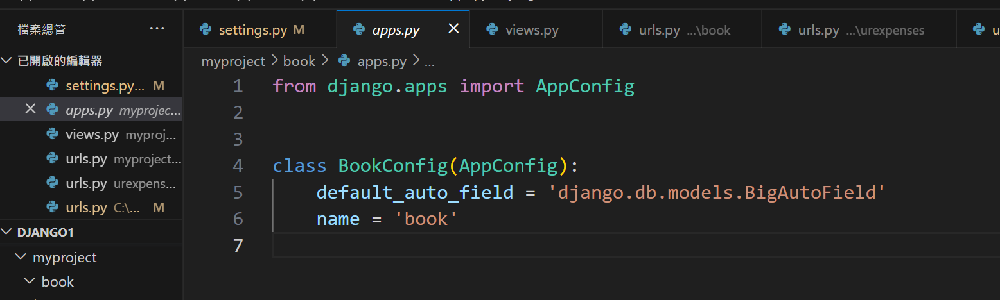 檔案總管 ...
settings.py M apps.py views.py urls.py ...\book urls.py ...\urexpenses u
已開啟的編輯器
settings.py... M
apps.py myprojec...
views.py myproj...
urls.py myproject...
urls.py urexpens...
urls.py C:\... M
DJANGO1
myproject
book
myproject > book > apps.py > ...
1 from django.apps import AppConfig
2
3
4 class BookConfig(AppConfig):
5     default_auto_field = 'django.db.models.BigAutoField'
6     name = 'book'
7